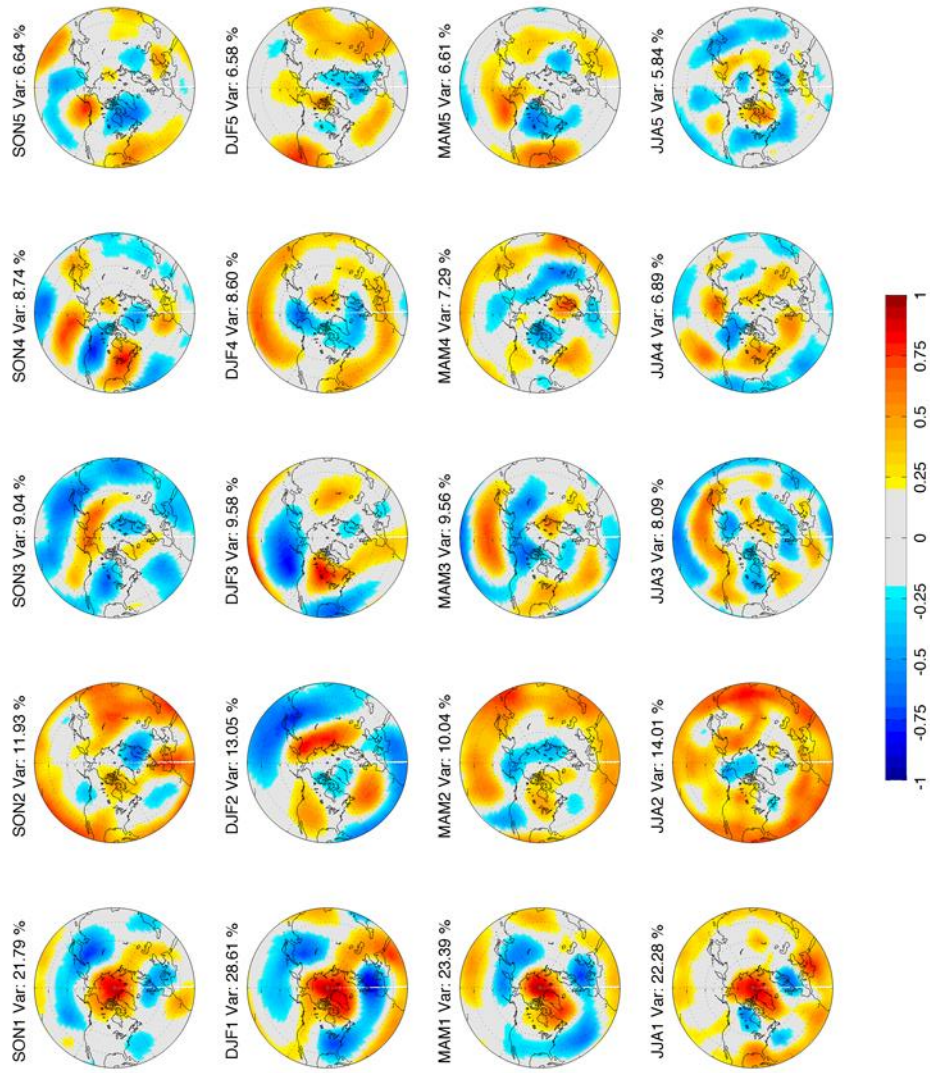 SON1 Var: 21.79 %
SON2 Var: 11.93 %
SON3 Var: 9.04 %
SON4 Var: 8.74 %
SON5 Var: 6.64 %
DJF1 Var: 28.61 %
DJF2 Var: 13.05 %
DJF3 Var: 9.58 %
DJF4 Var: 8.60 %
DJF5 Var: 6.58 %
MAM1 Var: 23.39 %
MAM2 Var: 10.04 %
MAM3 Var: 9.56 %
MAM4 Var: 7.29 %
MAM5 Var: 6.61 %
JJA1 Var: 22.28 %
JJA2 Var: 14.01 %
JJA3 Var: 8.09 %
JJA4 Var: 6.89 %
JJA5 Var: 5.84 %
-1 -0.75 -0.5 -0.25 0 0.25 0.5 0.75 1